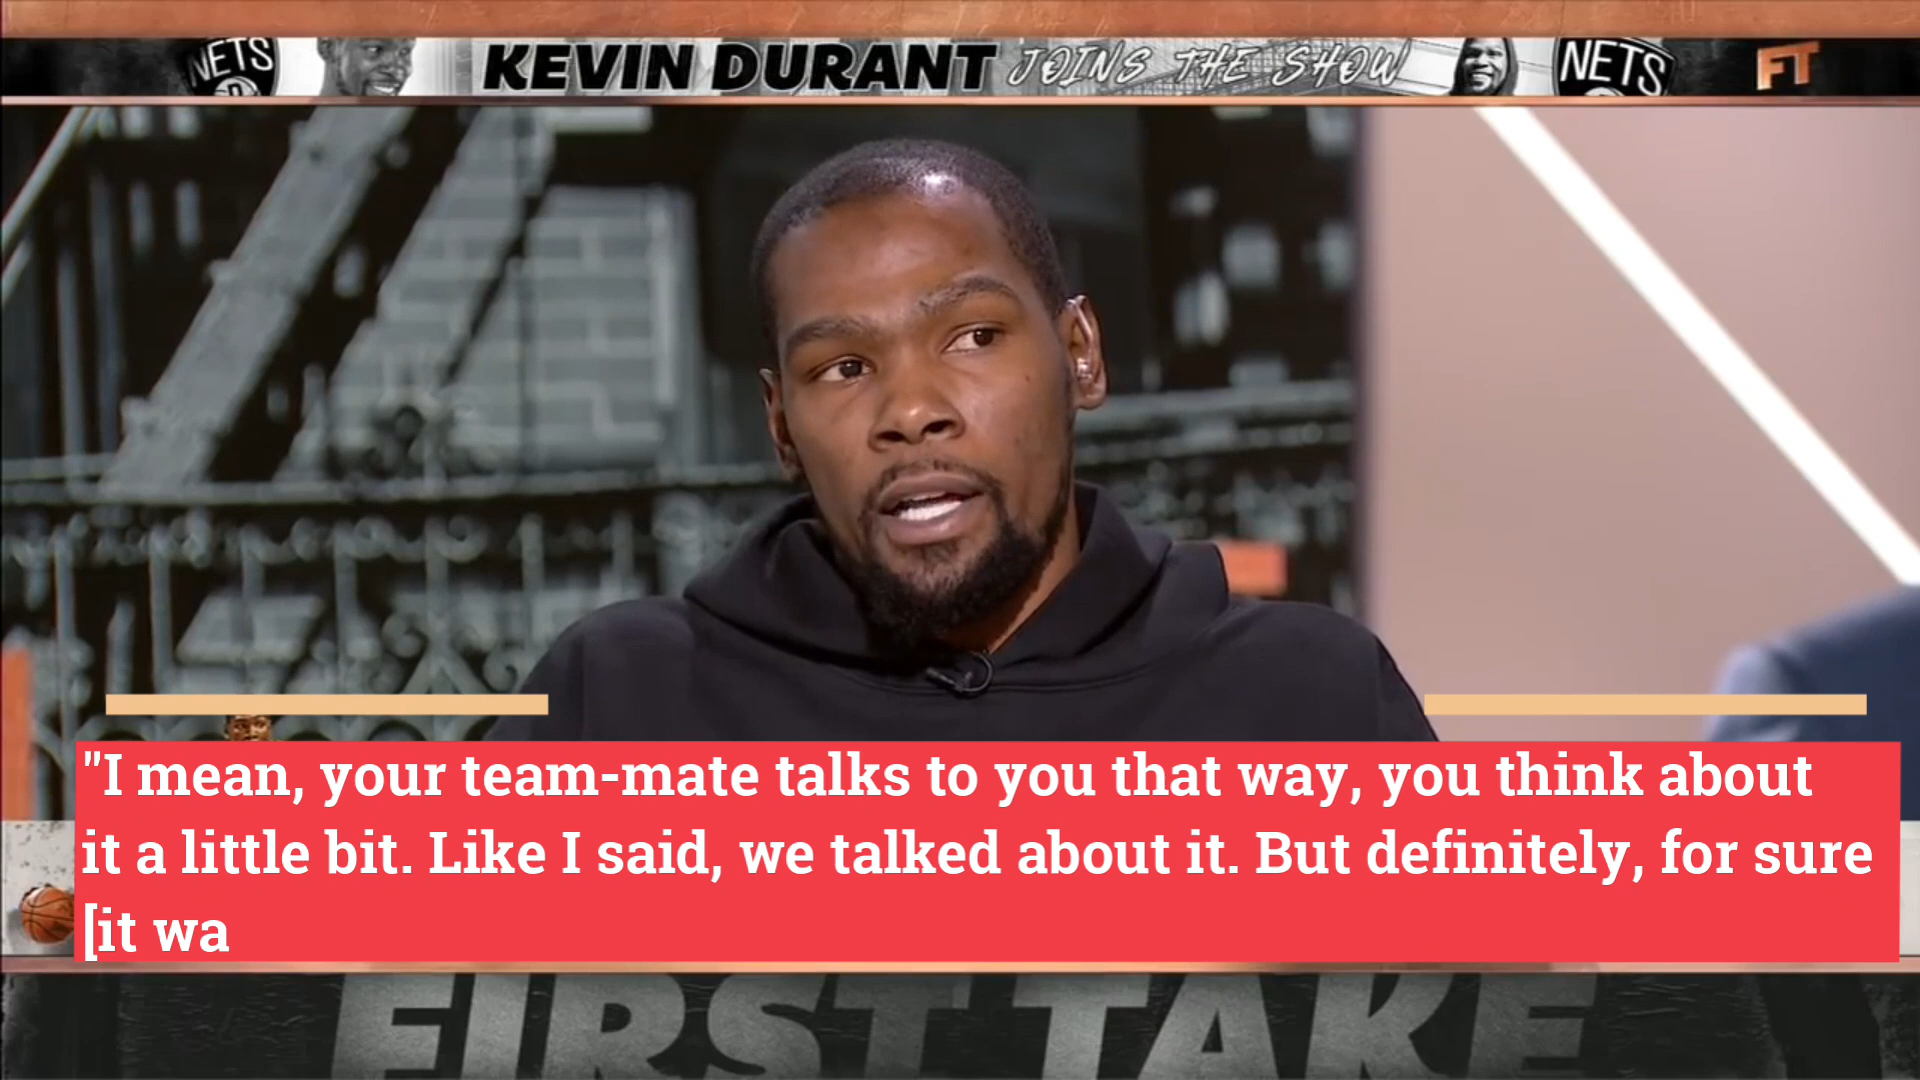 NETS
KEVIN DURANT JOINS THE SHOW
NETS
FT
"I mean, your team-mate talks to you that way, you think about
it a little bit. Like I said, we talked about it. But definitely, for sure
[it wa
FIRST TAKE